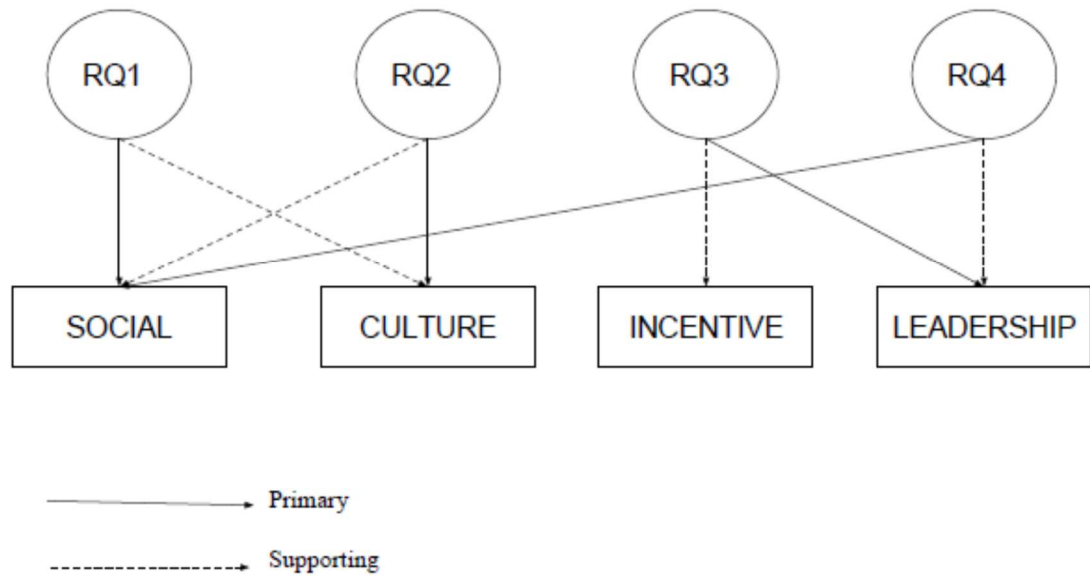 RQ1
RQ2
RQ3
RQ4
SOCIAL
CULTURE
INCENTIVE
LEADERSHIP
Primary
Supporting